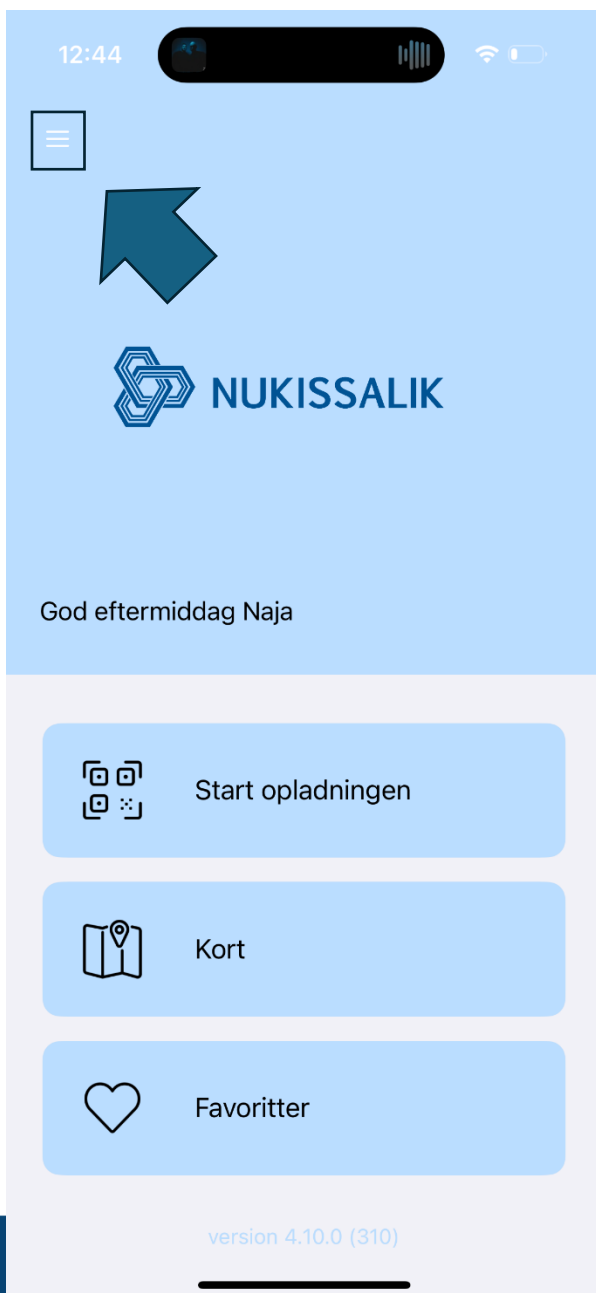 12:44
NUKISSALIK
God eftermiddag Naja
Start opladningen
Kort
Favoritter
version 4.10.0 (310)